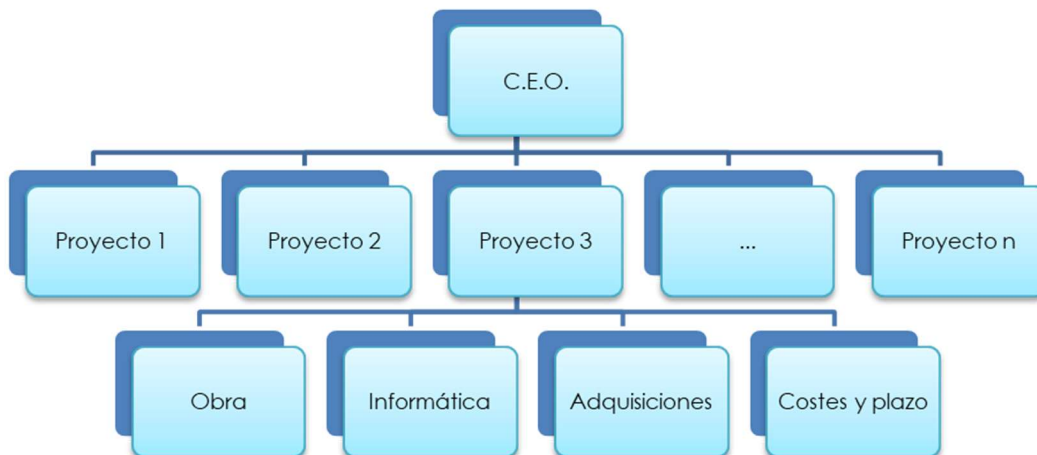 C.E.O.
Proyecto 1
Proyecto 2
Proyecto 3
...
Proyecto n
Obra
Informática
Adquisiciones
Costes y plazo